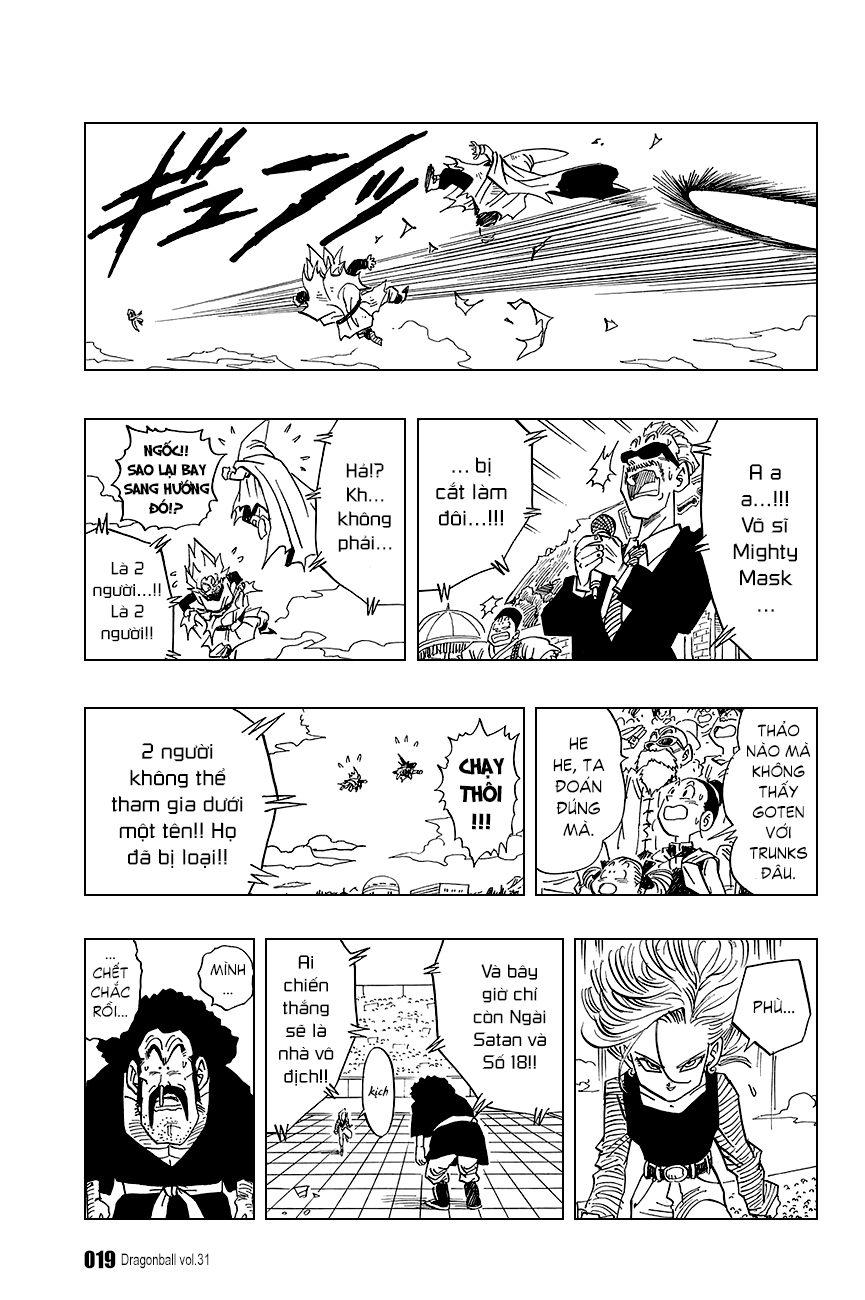 ギュンッ
A a
a...!!!
Võ sĩ
Mighty
Mask
...
... bị
cắt làm
đôi...!!!
Há!?
Kh...
không
phải...
NGỐC!!
SAO LẠI BAY
SANG HƯỚNG
ĐÓ!?
Là 2
người...!!
Là 2
người!!
THẢO
NÀO MÀ
KHÔNG
THẤY
GOTEN
VỚI
TRUNKS
ĐÂU.
HE
HE, TA
ĐOÁN
ĐÚNG
MÀ.
CHẠY
THÔI
!!!
2 người
không thể
tham gia dưới
một tên!! Họ
đã bị loại!!
PHÙ...
Và bây
giờ chỉ
còn Ngài
Satan và
Số 18!!
Ai
chiến
thắng
sẽ là
nhà vô
địch!!
kịch
MÌNH
...
...
CHẾT
CHẮC
RỒI...
019 Dragonball vol.31